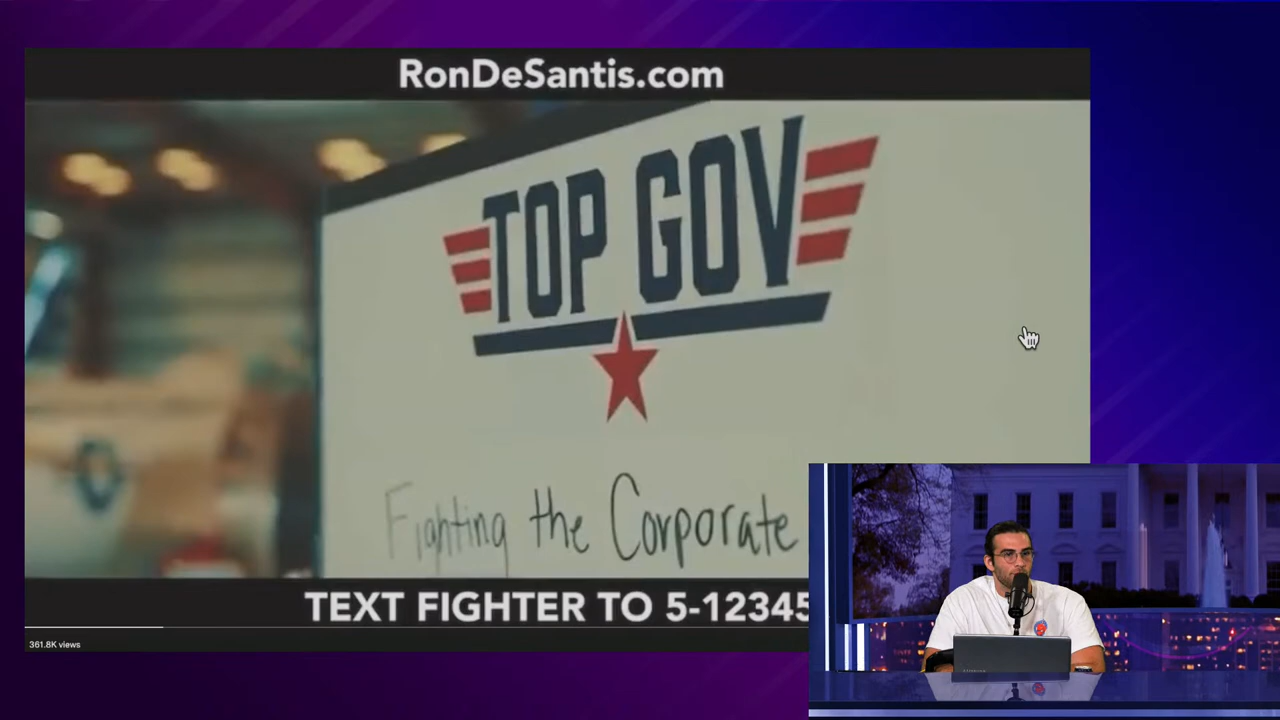 RonDeSantis.com
TOP GOV
Fighting the Corporate
TEXT FIGHTER TO 5-12345
361.8K views